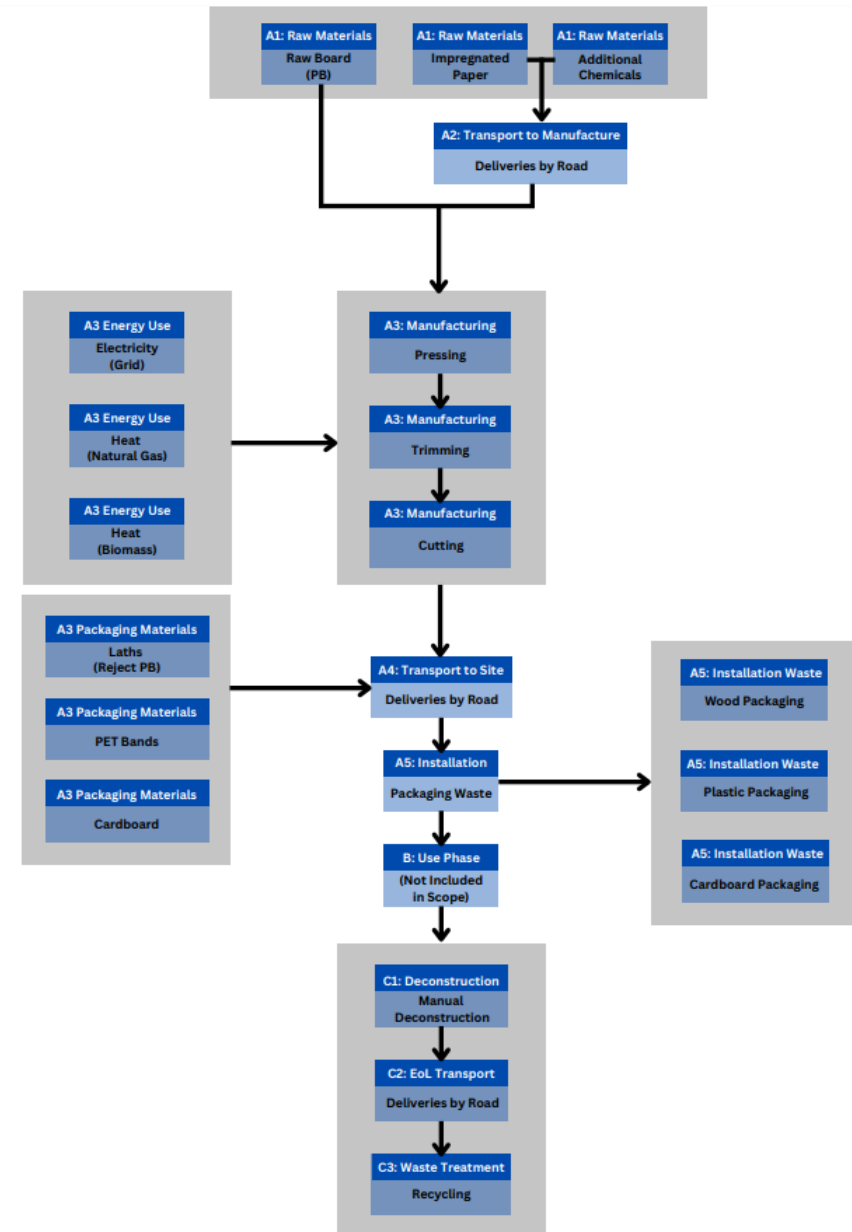 A1: Raw Materials
Raw Board
(PB)
A1: Raw Materials
Impregnated
Paper
A1: Raw Materials
Additional
Chemicals
A2: Transport to Manufacture
Deliveries by Road
A3 Energy Use
Electricity
(Grid)
A3 Energy Use
Heat
(Natural Gas)
A3 Energy Use
Heat
(Biomass)
A3: Manufacturing
Pressing
A3: Manufacturing
Trimming
A3: Manufacturing
Cutting
A3 Packaging Materials
Laths
(Reject PB)
A3 Packaging Materials
PET Bands
A3 Packaging Materials
Cardboard
A4: Transport to Site
Deliveries by Road
A5: Installation
Packaging Waste
B: Use Phase
(Not Included
in Scope)
A5: Installation Waste
Wood Packaging
A5: Installation Waste
Plastic Packaging
A5: Installation Waste
Cardboard Packaging
C1: Deconstruction
Manual
Deconstruction
C2: EoL Transport
Deliveries by Road
C3: Waste Treatment
Recycling